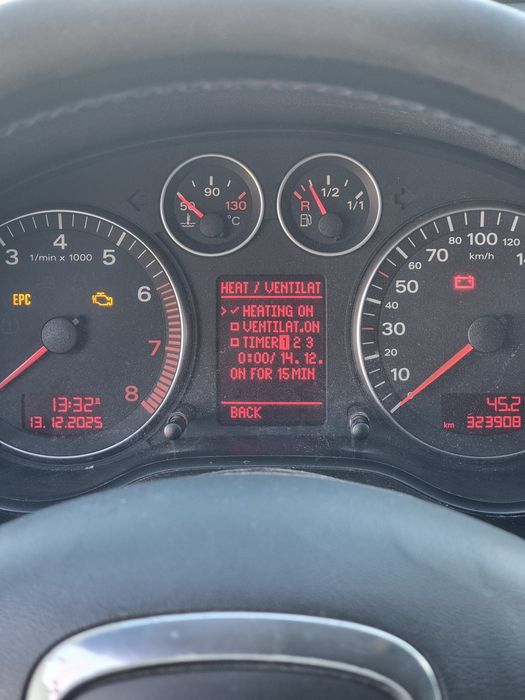 50 90 130
°C
R 1/2 1/1
3 4 5 6 7 8
1/min x 1000
EPC
13:32
13.12.2025
HEAT / VENTILAT
> ✓ HEATING ON
VENTILAT.ON
TIMER 1 2 3
0:00/ 14. 12.
ON FOR 15MIN
BACK
10 30 50 70
20 40 60 80 100 120
km/h
45.2
km 323908